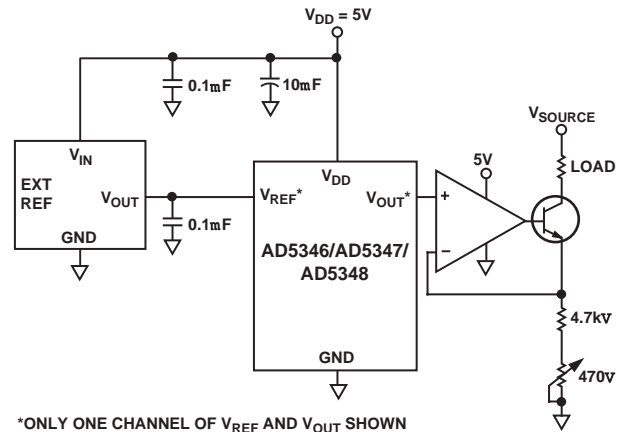 VDD = 5V
0.1mF
10mF
VSOURCE
LOAD
5V
VIN
EXT
REF
VOUT
GND
0.1mF
VREF*
VDD
VOUT*
AD5346/AD5347/
AD5348
GND
+
−
4.7kV
470V
*ONLY ONE CHANNEL OF VREF AND VOUT SHOWN